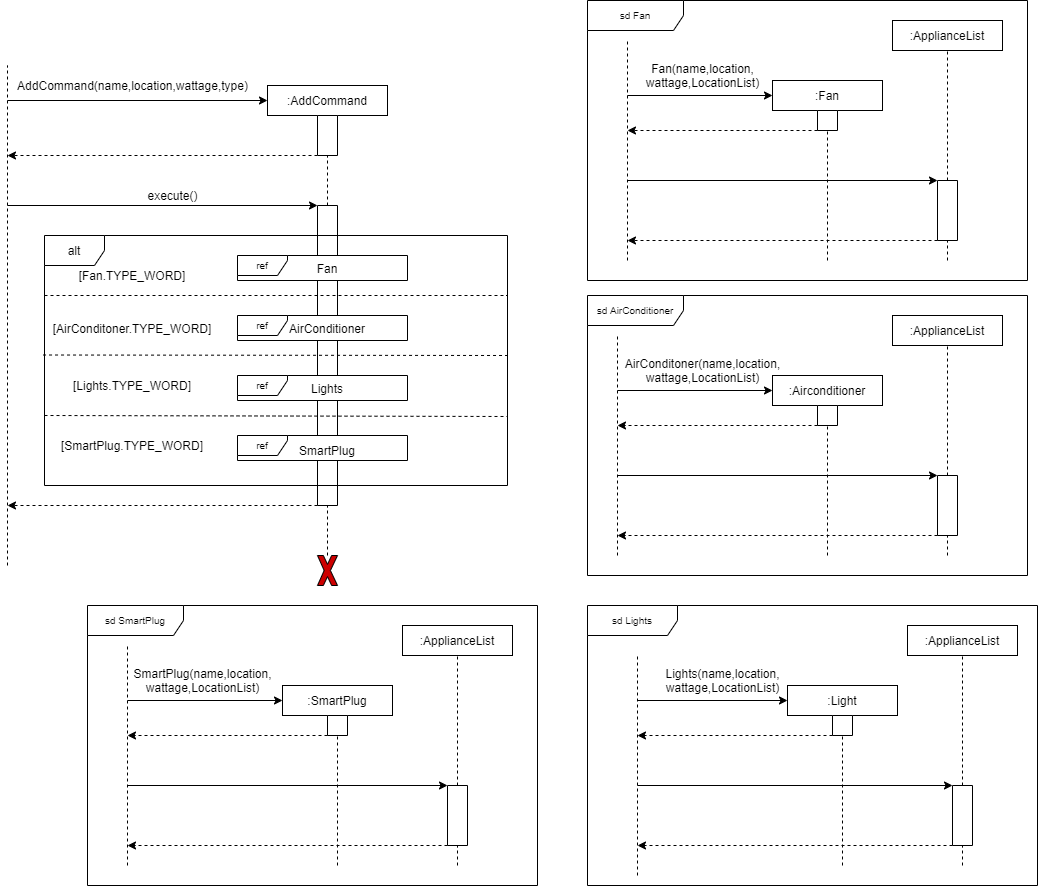 AddCommand(name,location,wattage,type)
:AddCommand
execute()
alt
[Fan.TYPE_WORD]
ref
Fan
[AirConditoner.TYPE_WORD]
ref
AirConditioner
[Lights.TYPE_WORD]
ref
Lights
[SmartPlug.TYPE_WORD]
ref
SmartPlug
X
sd Fan
:ApplianceList
Fan(name,location,
wattage,LocationList)
:Fan
sd AirConditioner
:ApplianceList
AirConditoner(name,location,
wattage,LocationList)
:Airconditioner
sd SmartPlug
:ApplianceList
SmartPlug(name,location,
wattage,LocationList)
:SmartPlug
sd Lights
:ApplianceList
Lights(name,location,
wattage,LocationList)
:Light